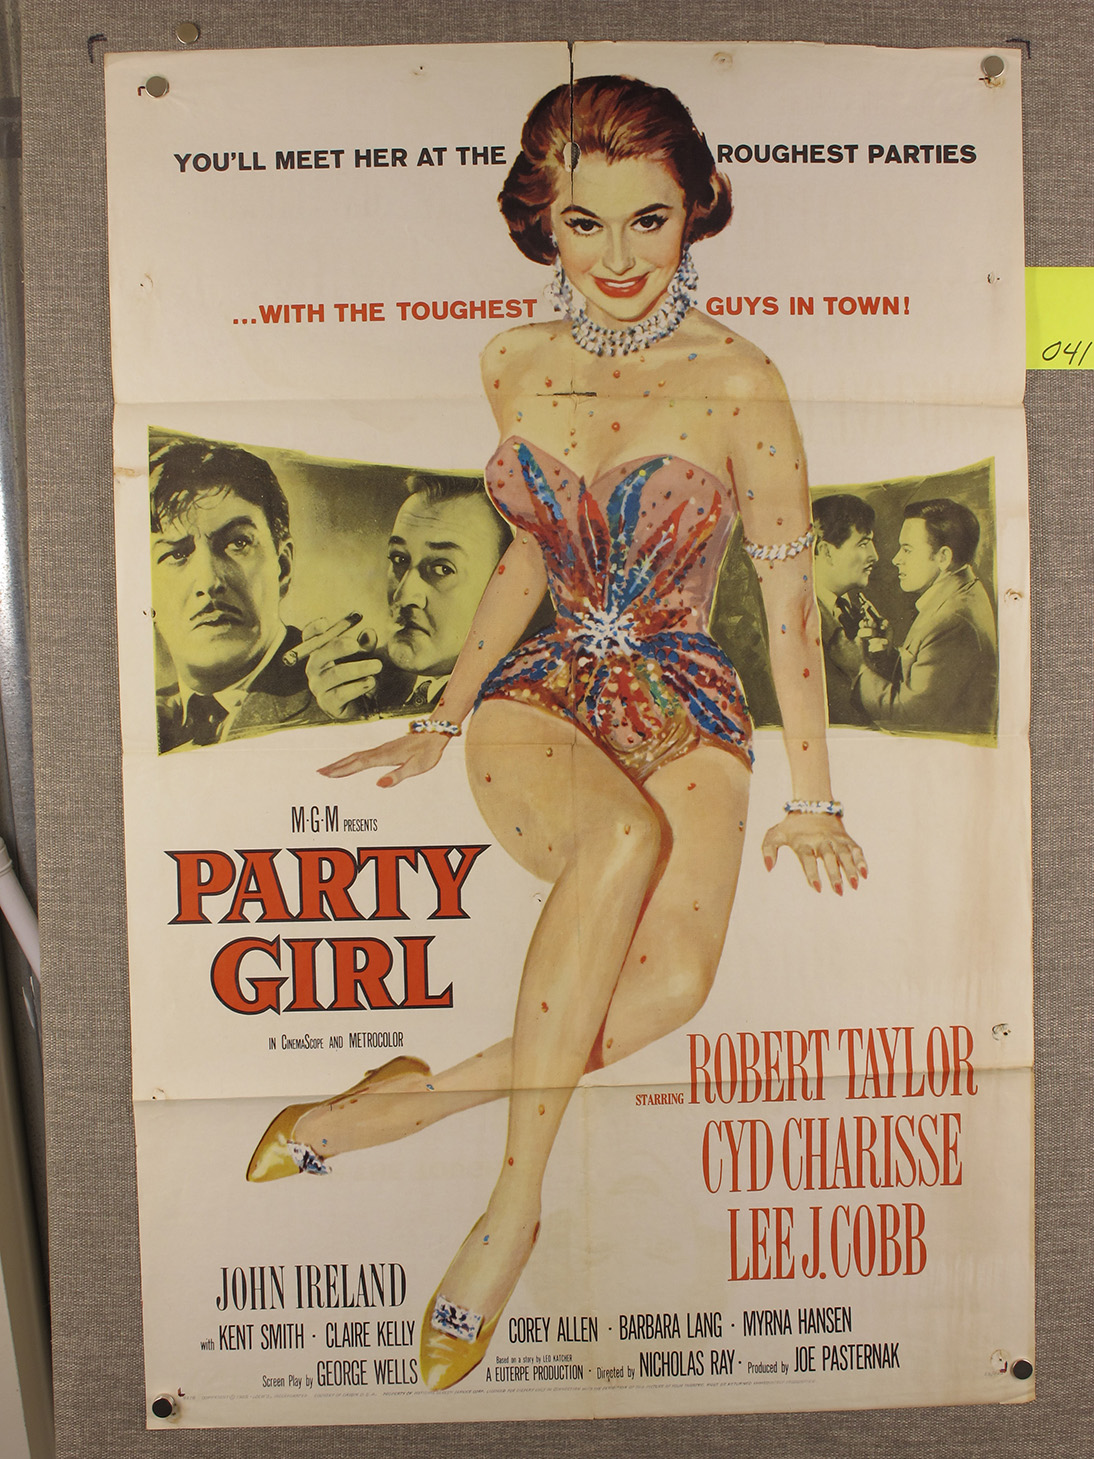 YOU'LL MEET HER AT THE ROUGHEST PARTIES
...WITH THE TOUGHEST GUYS IN TOWN!
041
M-G-M PRESENTS
PARTY
GIRL
IN CINEMASCOPE AND METROCOLOR
STARRING ROBERT TAYLOR
CYD CHARISSE
LEE J. COBB
JOHN IRELAND
with KENT SMITH · CLAIRE KELLY COREY ALLEN · BARBARA LANG · MYRNA HANSEN
Screen Play by GEORGE WELLS Based on a story by LEO KATCHER
A EUTERPE PRODUCTION · Directed by NICHOLAS RAY · Produced by JOE PASTERNAK